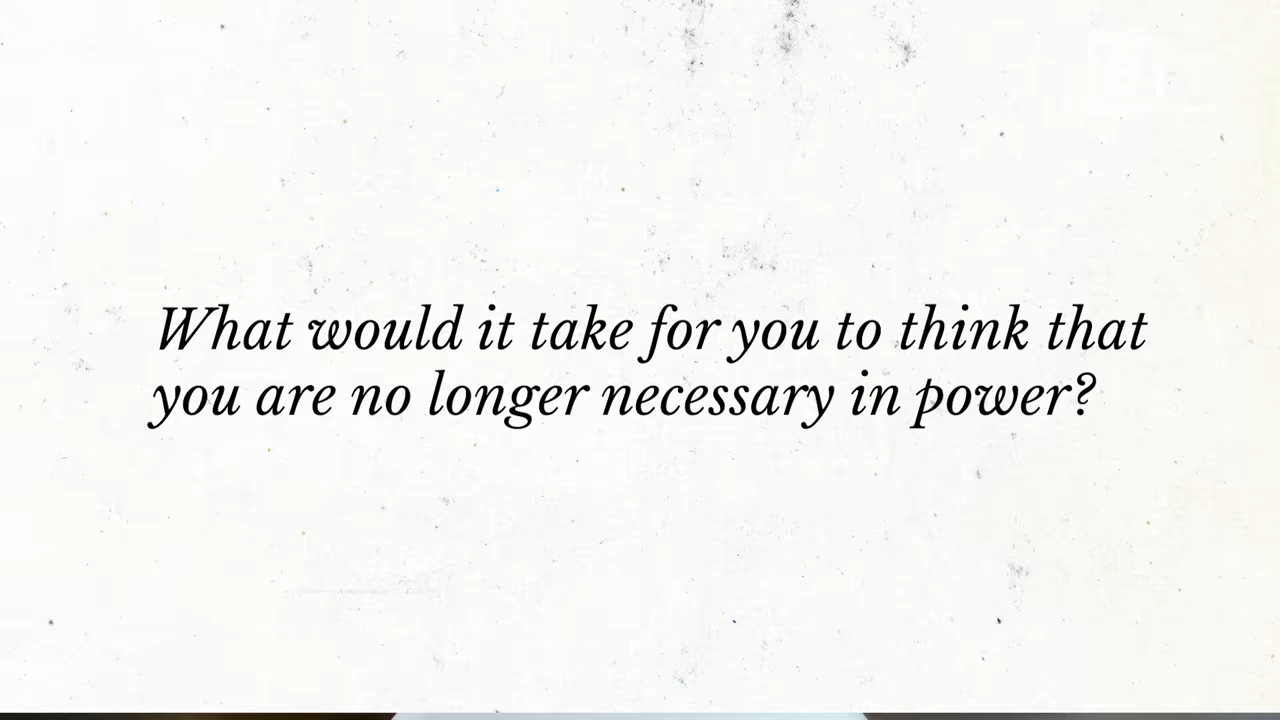 What would it take for you to think that
you are no longer necessary in power?